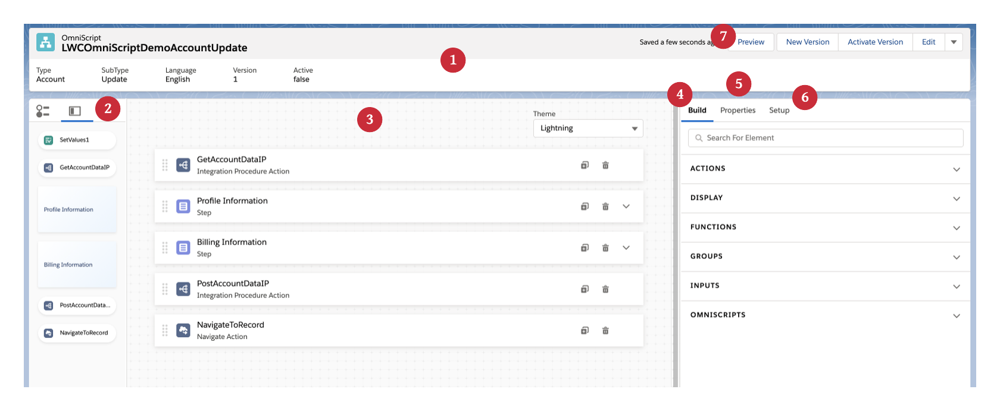 OmniScript
LWCOmniScriptDemoAccountUpdate
Saved a few seconds
7
Preview
New Version
Activate Version
Edit
1
Type
Account
SubType
Update
Language
English
Version
1
Active
false
2
3
4
5
6
SetValues1
GetAccountDataIP
Profile Information
Billing Information
PostAccountData...
NavigateToRecord
Theme
Lightning
GetAccountDataIP
Integration Procedure Action
Profile Information
Step
Billing Information
Step
PostAccountDataIP
Integration Procedure Action
NavigateToRecord
Navigate Action
Build
Properties
Setup
Search For Element
ACTIONS
DISPLAY
FUNCTIONS
GROUPS
INPUTS
OMNISCRIPTS